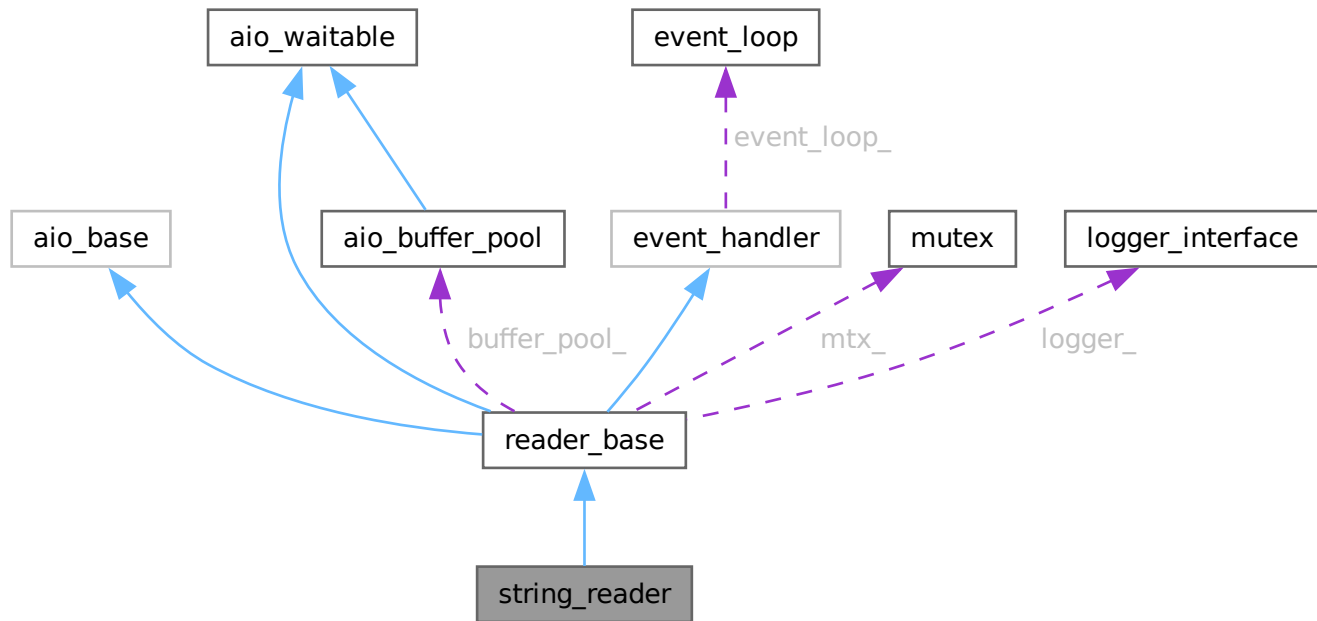 aio_waitable
event_loop
event_loop_
aio_base
aio_buffer_pool
event_handler
mutex
logger_interface
buffer_pool_
mtx_
logger_
reader_base
string_reader